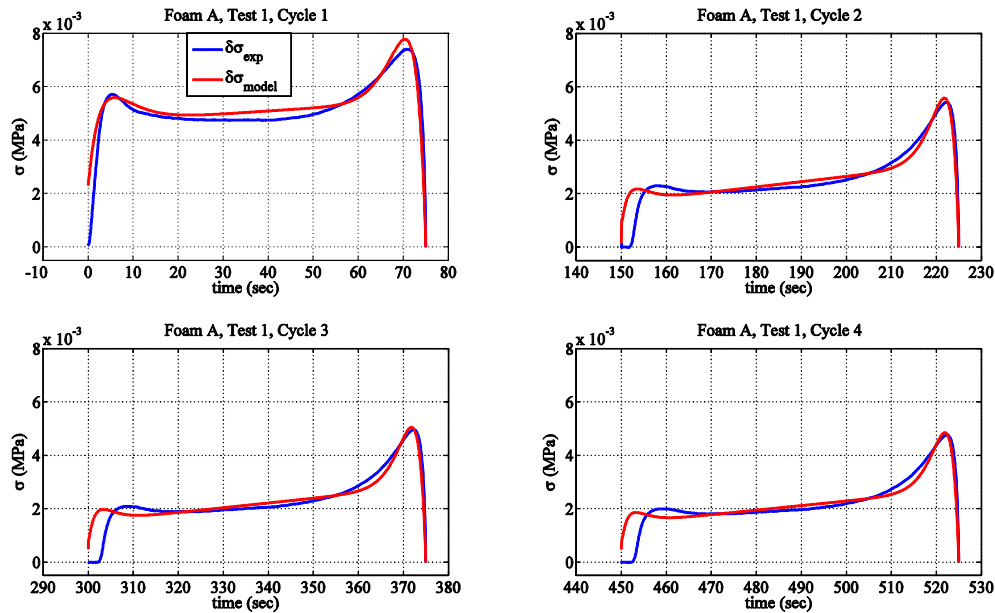 Foam A, Test 1, Cycle 1
x 10-3
8
6
4
2
0
σ (MPa)
δσexp
δσmodel
-10 0 10 20 30 40 50 60 70 80
time (sec)
Foam A, Test 1, Cycle 2
x 10-3
8
6
4
2
0
σ (MPa)
140 150 160 170 180 190 200 210 220 230
time (sec)
Foam A, Test 1, Cycle 3
x 10-3
8
6
4
2
0
σ (MPa)
290 300 310 320 330 340 350 360 370 380
time (sec)
Foam A, Test 1, Cycle 4
x 10-3
8
6
4
2
0
σ (MPa)
440 450 460 470 480 490 500 510 520 530
time (sec)